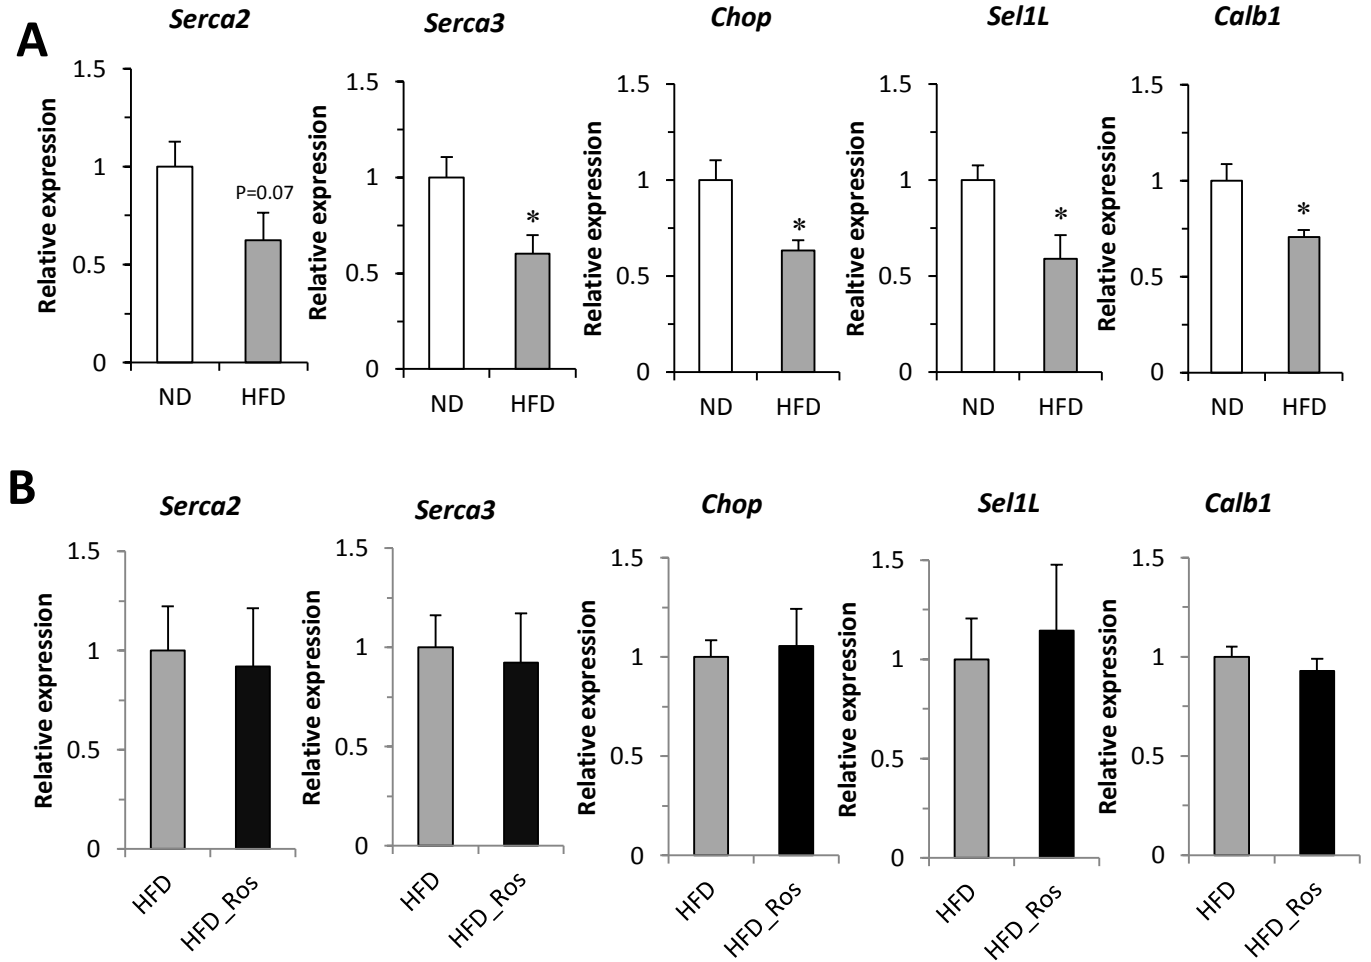 A
Serca2
Serca3
Chop
Sel1L
Calb1
Relative expression
1.5
1
0.5
0
P=0.07
ND
HFD
Relative expression
1.5
1
0.5
0
*
ND
HFD
Relative expression
1.5
1
0.5
0
*
ND
HFD
Realtive expression
1.5
1
0.5
0
*
ND
HFD
Relative expression
1.5
1
0.5
0
*
ND
HFD
B
Serca2
Serca3
Chop
Sel1L
Calb1
Relative expression
1.5
1
0.5
0
HFD
HFD_Ros
Relative expression
1.5
1
0.5
0
HFD
HFD_Ros
Relative expression
1.5
1
0.5
0
HFD
HFD_Ros
Relative expression
1.5
1
0.5
0
HFD
HFD_Ros
Relative expression
1.5
1
0.5
0
HFD
HFD_Ros